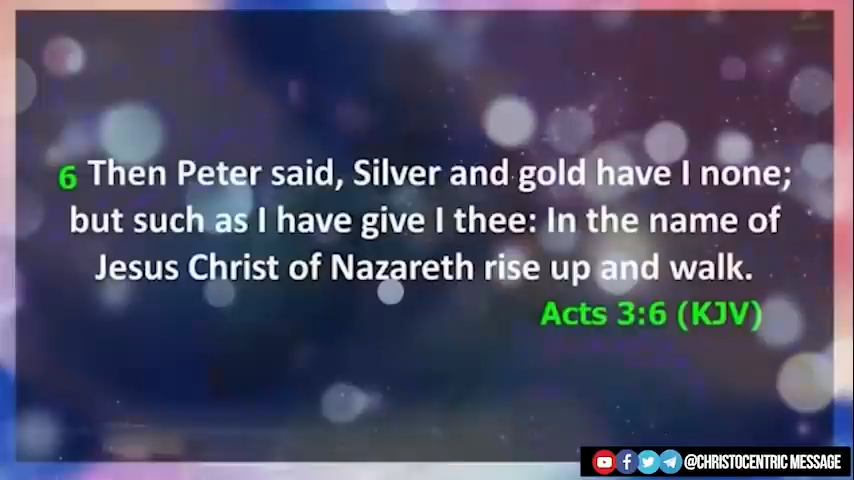 6 Then Peter said, Silver and gold have I none;
but such as I have give I thee: In the name of
Jesus Christ of Nazareth rise up and walk.
Acts 3:6 (KJV)
@CHRISTOCENTRIC MESSAGE